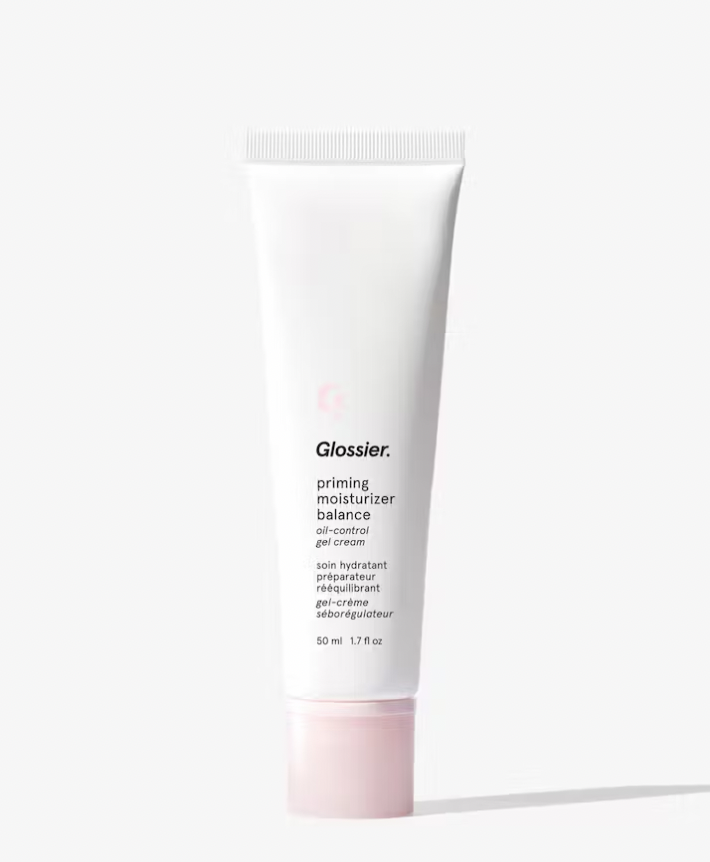 Glossier.
priming
moisturizer
balance
oil-control
gel cream
soin hydratant
préparateur
rééquilibrant
gel-crème
séborégulateur
50 ml 1.7 fl oz